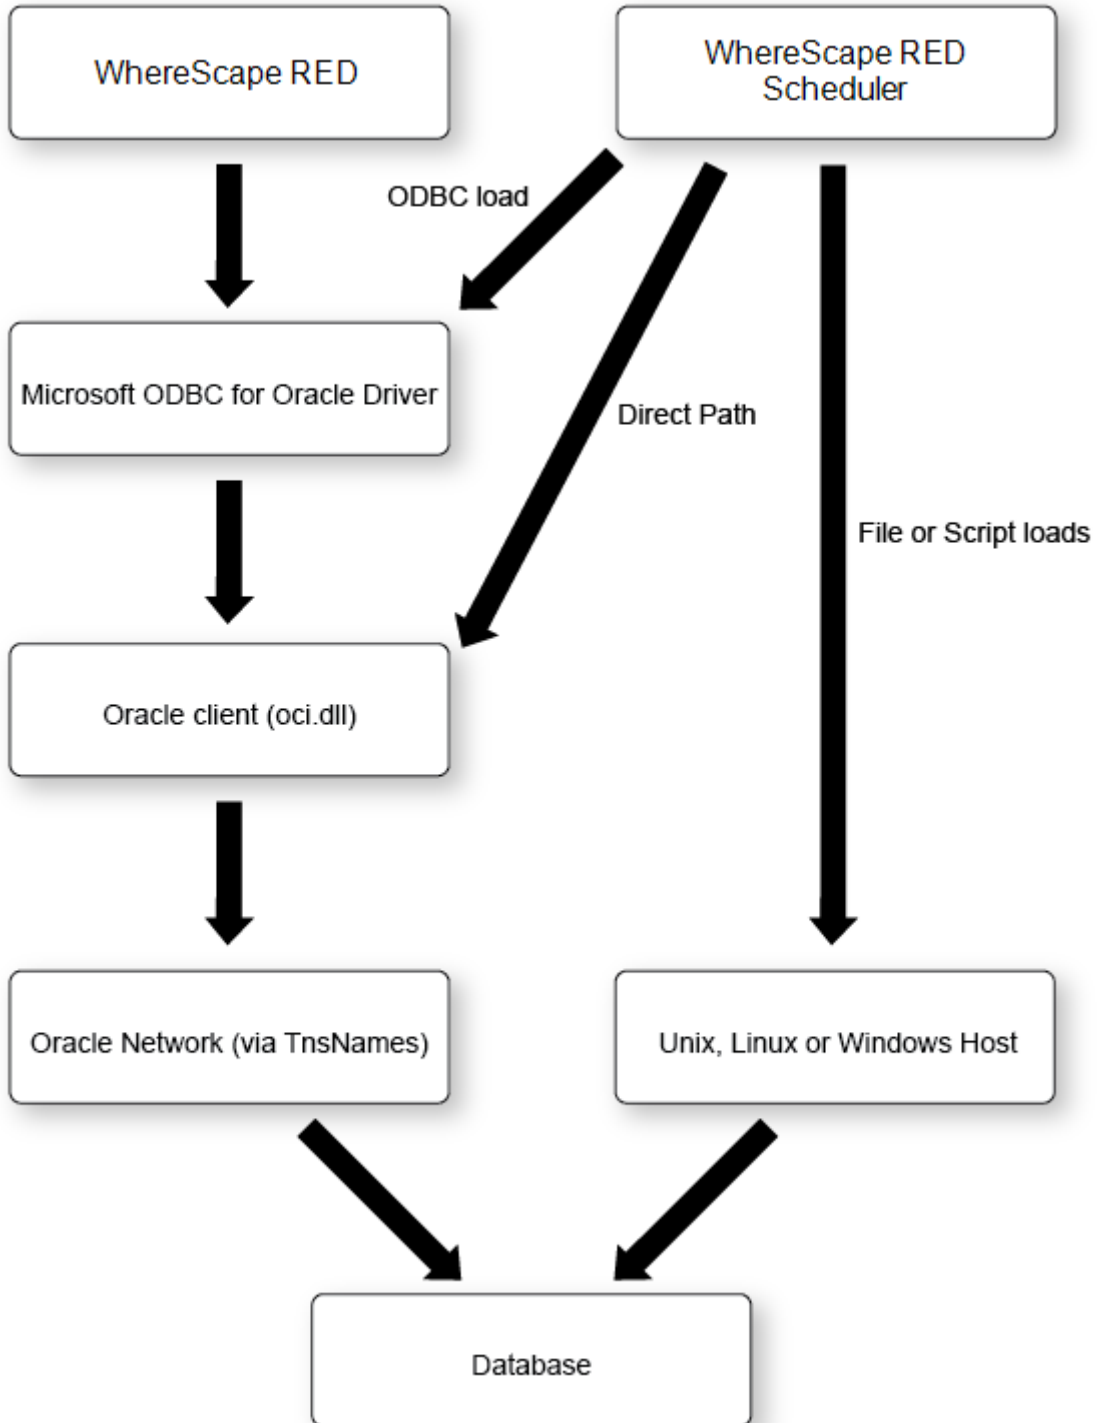 WhereScape RED
WhereScape RED
Scheduler
ODBC load
Microsoft ODBC for Oracle Driver
Direct Path
File or Script loads
Oracle client (oci.dll)
Oracle Network (via TnsNames)
Unix, Linux or Windows Host
Database